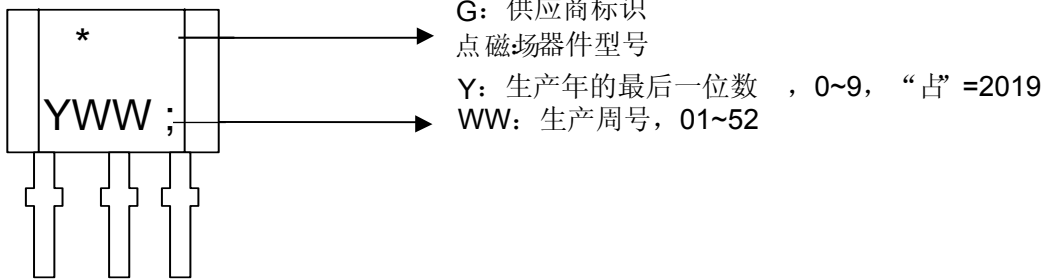 G：供应商标识
*
点磁场器件型号
Y：生产年的最后一位数 ，0~9，“占”=2019
YWW ;
WW：生产周号，01~52